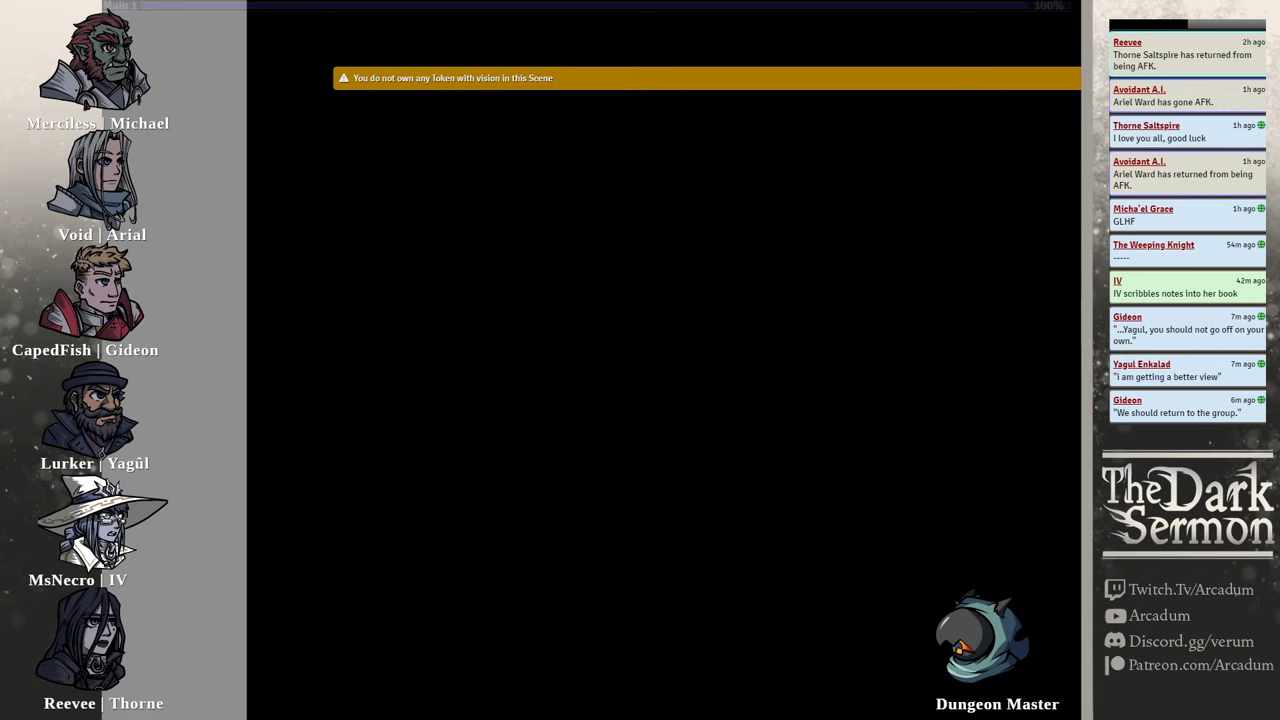 Main 1
100%
You do not own any Token with vision in this Scene
Merciless | Michael
Void | Arial
CapedFish | Gideon
Lurker | Yagûl
MsNecro | IV
Reevee | Thorne
Dungeon Master
Reevee 2h ago
Thorne Saltspire has returned from
being AFK.
Avoidant A.I. 1h ago
Ariel Ward has gone AFK.
Thorne Saltspire 1h ago
I love you all, good luck
Avoidant A.I. 1h ago
Ariel Ward has returned from being
AFK.
Micha'el Grace 1h ago
GLHF
The Weeping Knight 54m ago
-----
IV 42m ago
IV scribbles notes into her book
Gideon 7m ago
"...Yagul, you should not go off on your
own."
Yagul Enkalad 7m ago
"i am getting a better view"
Gideon 6m ago
"We should return to the group."
The Dark
Sermon
Twitch.Tv/Arcadum
Arcadum
Discord.gg/verum
Patreon.com/Arcadum